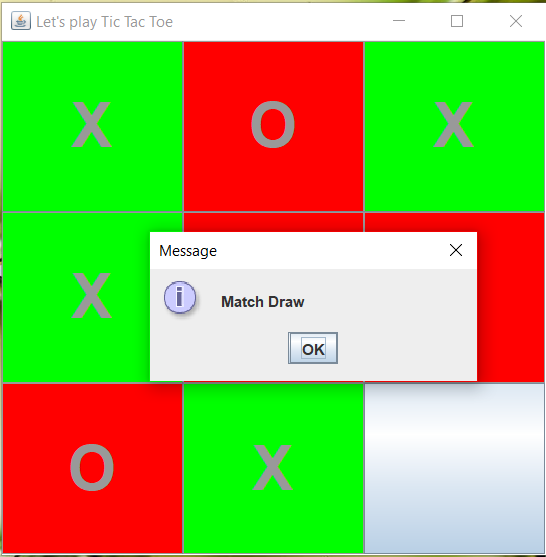 Let's play Tic Tac Toe
X O X
Message
X
Match Draw
OK
O X